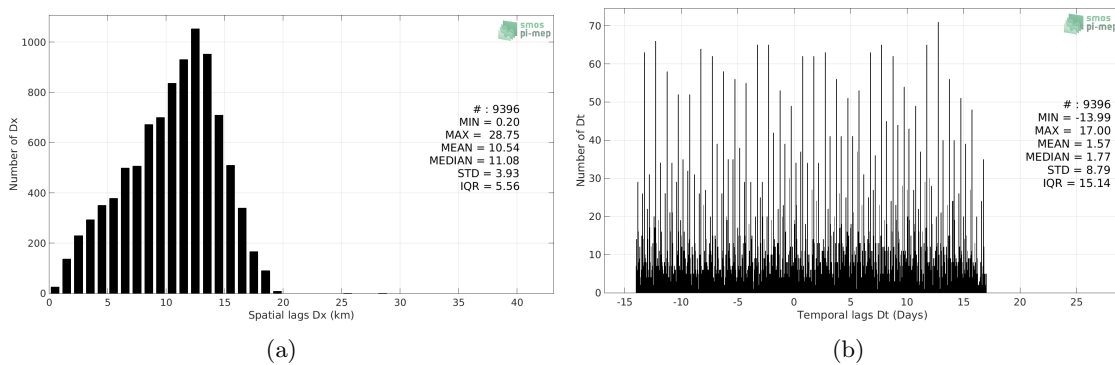 smos
pi-mep
1000
800
600
400
200
0
Number of Dx
# : 9396
MIN = 0.20
MAX = 28.75
MEAN = 10.54
MEDIAN = 11.08
STD = 3.93
IQR = 5.56
0 5 10 15 20 25 30 35 40
Spatial lags Dx (km)
(a)
smos
pi-mep
70
60
50
40
30
20
10
0
Number of Dt
# : 9396
MIN = -13.99
MAX = 17.00
MEAN = 1.57
MEDIAN = 1.77
STD = 8.79
IQR = 15.14
-15 -10 -5 0 5 10 15 20 25
Temporal lags Dt (Days)
(b)